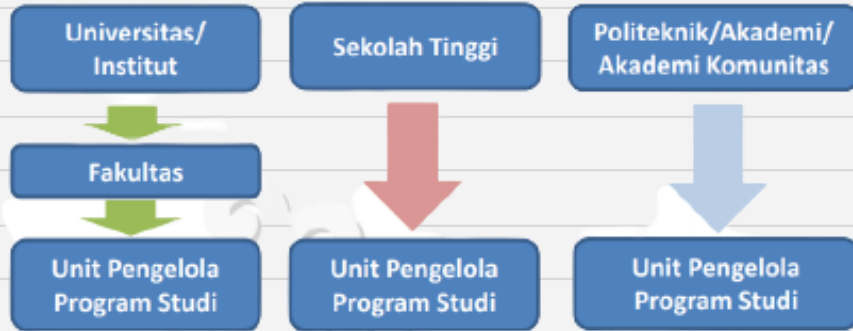 Universitas/
Institut
Sekolah Tinggi
Politeknik/Akademi/
Akademi Komunitas
Fakultas
Unit Pengelola
Program Studi
Unit Pengelola
Program Studi
Unit Pengelola
Program Studi